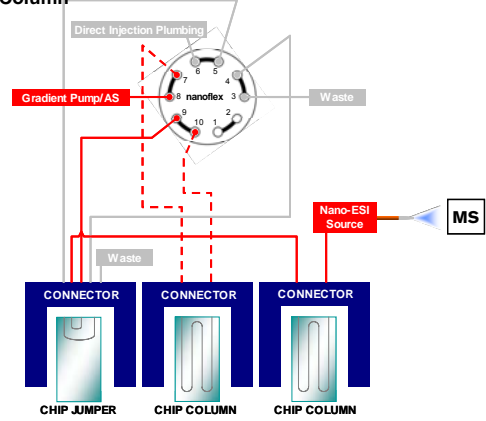 Column
Direct Injection Plumbing
6 5
7 4
Gradient Pump/AS
8 nanoflex 3
Waste
9 2
10 1
Nano-ESI
Source
MS
Waste
CONNECTOR CONNECTOR CONNECTOR
CHIP JUMPER CHIP COLUMN CHIP COLUMN